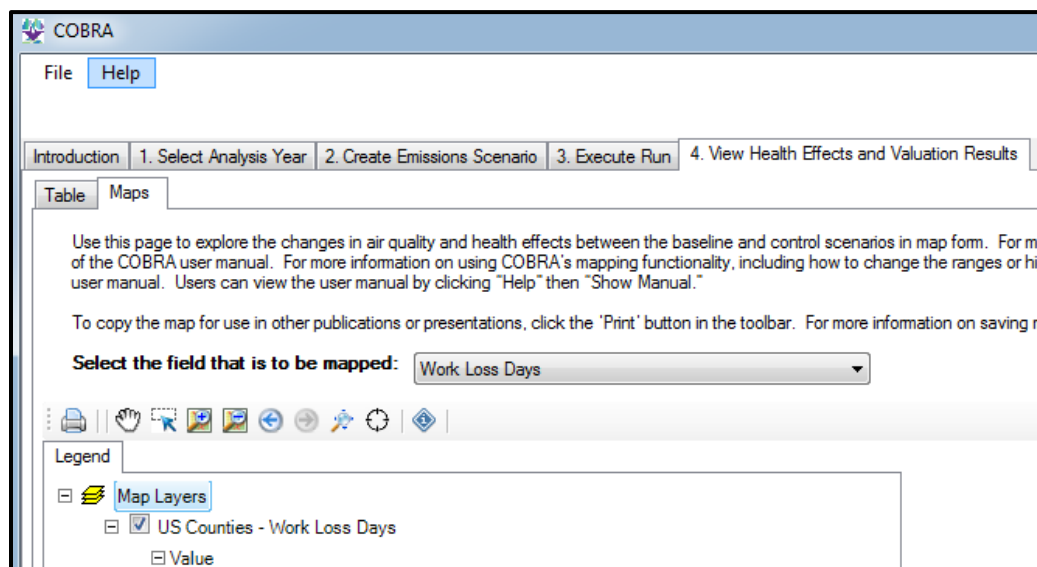 COBRA
File Help
Introduction 1. Select Analysis Year 2. Create Emissions Scenario 3. Execute Run 4. View Health Effects and Valuation Results
Table Maps
Use this page to explore the changes in air quality and health effects between the baseline and control scenarios in map form. For m
of the COBRA user manual. For more information on using COBRA's mapping functionality, including how to change the ranges or hi
user manual. Users can view the user manual by clicking "Help" then "Show Manual."
To copy the map for use in other publications or presentations, click the 'Print' button in the toolbar. For more information on saving
Select the field that is to be mapped: Work Loss Days
Legend
Map Layers
US Counties - Work Loss Days
Value